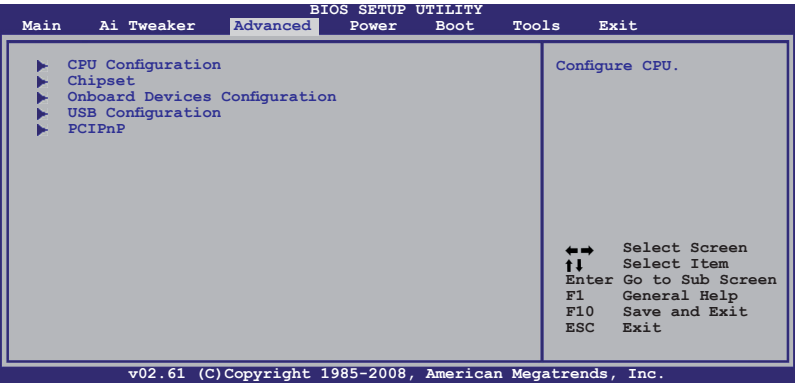 BIOS SETUP UTILITY
Main Ai Tweaker Advanced Power Boot Tools Exit
CPU Configuration
Chipset
Onboard Devices Configuration
USB Configuration
PCIPnP
Configure CPU.
←→ Select Screen
↑↓ Select Item
Enter Go to Sub Screen
F1 General Help
F10 Save and Exit
ESC Exit
v02.61 (C)Copyright 1985-2008, American Megatrends, Inc.